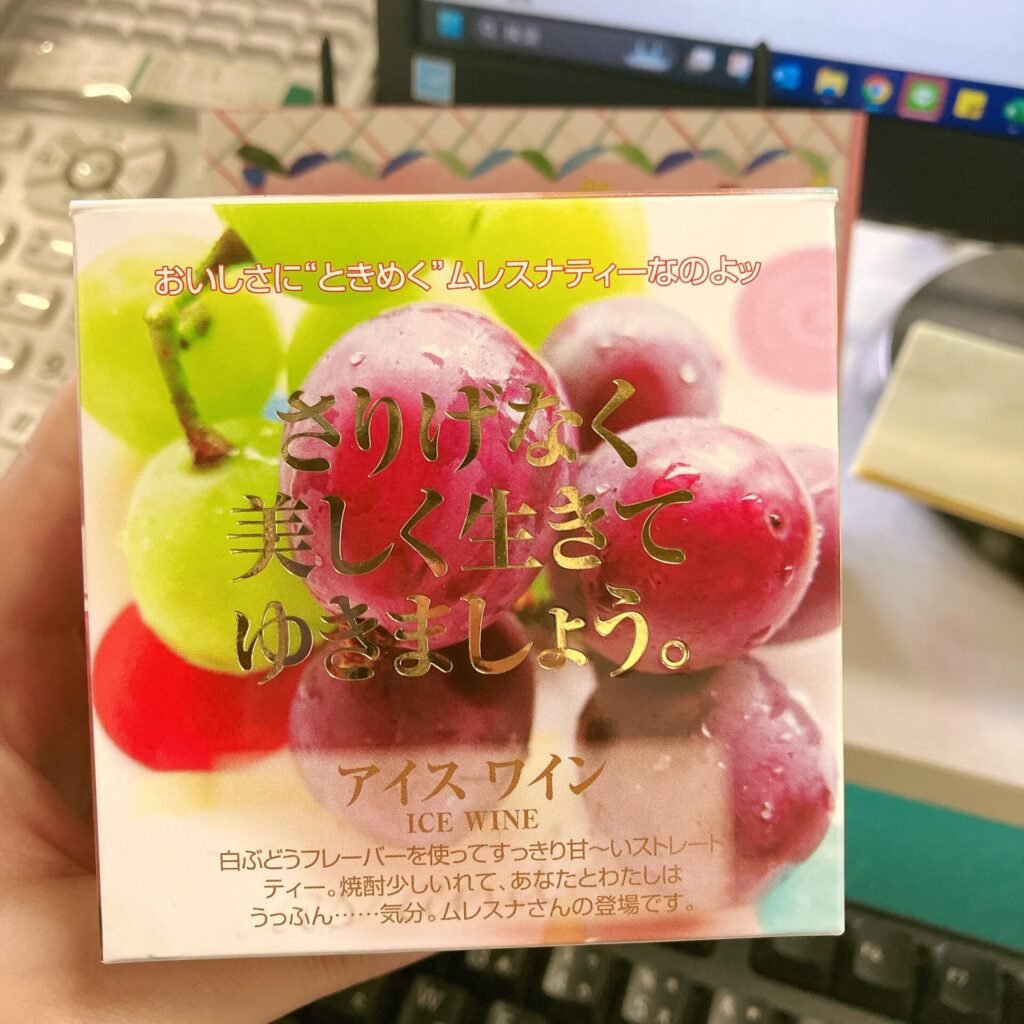 おいしさに“ときめく”ムレスナティーなのよッ
さりげなく
美しく生きて
ゆきましょう。
アイス ワイン
ICE WINE
白ぶどうフレーバーを使ってすっきり甘〜いストレート
ティー。焼酎少しいれて、あなたとわたしは
うっふん……気分。ムレスナさんの登場です。